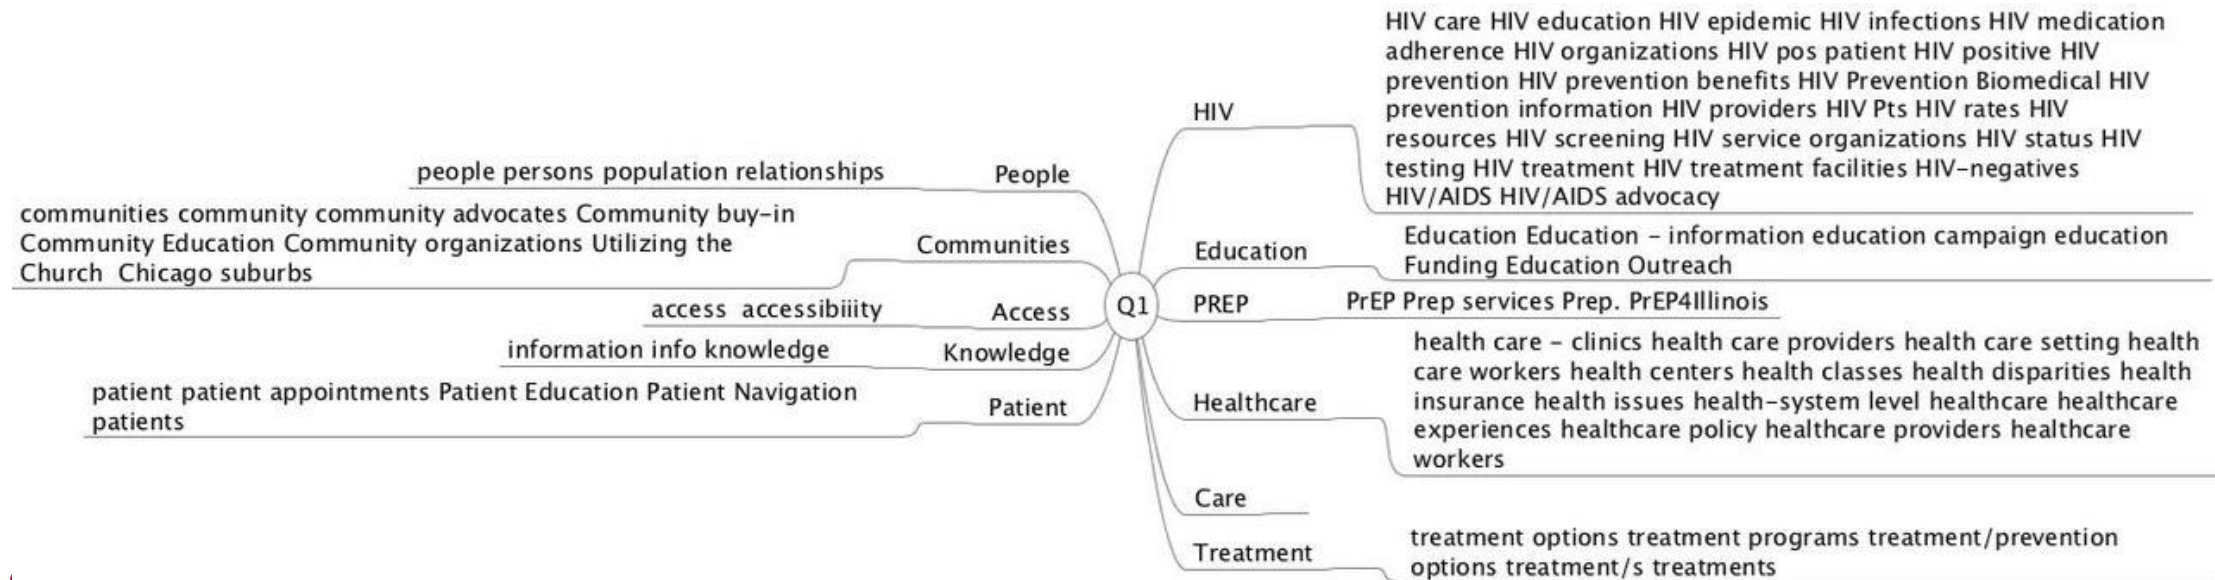 people persons population relationships
People
communities community community advocates Community buy-in
Community Education Community organizations Utilizing the
Church Chicago suburbs
Communities
access accessibiiity
Access
information info knowledge
Knowledge
patient patient appointments Patient Education Patient Navigation
patients
Patient
Q1
HIV
HIV care HIV education HIV epidemic HIV infections HIV medication
adherence HIV organizations HIV pos patient HIV positive HIV
prevention HIV prevention benefits HIV Prevention Biomedical HIV
prevention information HIV providers HIV Pts HIV rates HIV
resources HIV screening HIV service organizations HIV status HIV
testing HIV treatment HIV treatment facilities HIV-negatives
HIV/AIDS HIV/AIDS advocacy
Education
Education Education - information education campaign education
Funding Education Outreach
PREP
PrEP Prep services Prep. PrEP4Illinois
Healthcare
health care - clinics health care providers health care setting health
care workers health centers health classes health disparities health
insurance health issues health-system level healthcare healthcare
experiences healthcare policy healthcare providers healthcare
workers
Care
Treatment
treatment options treatment programs treatment/prevention
options treatment/s treatments